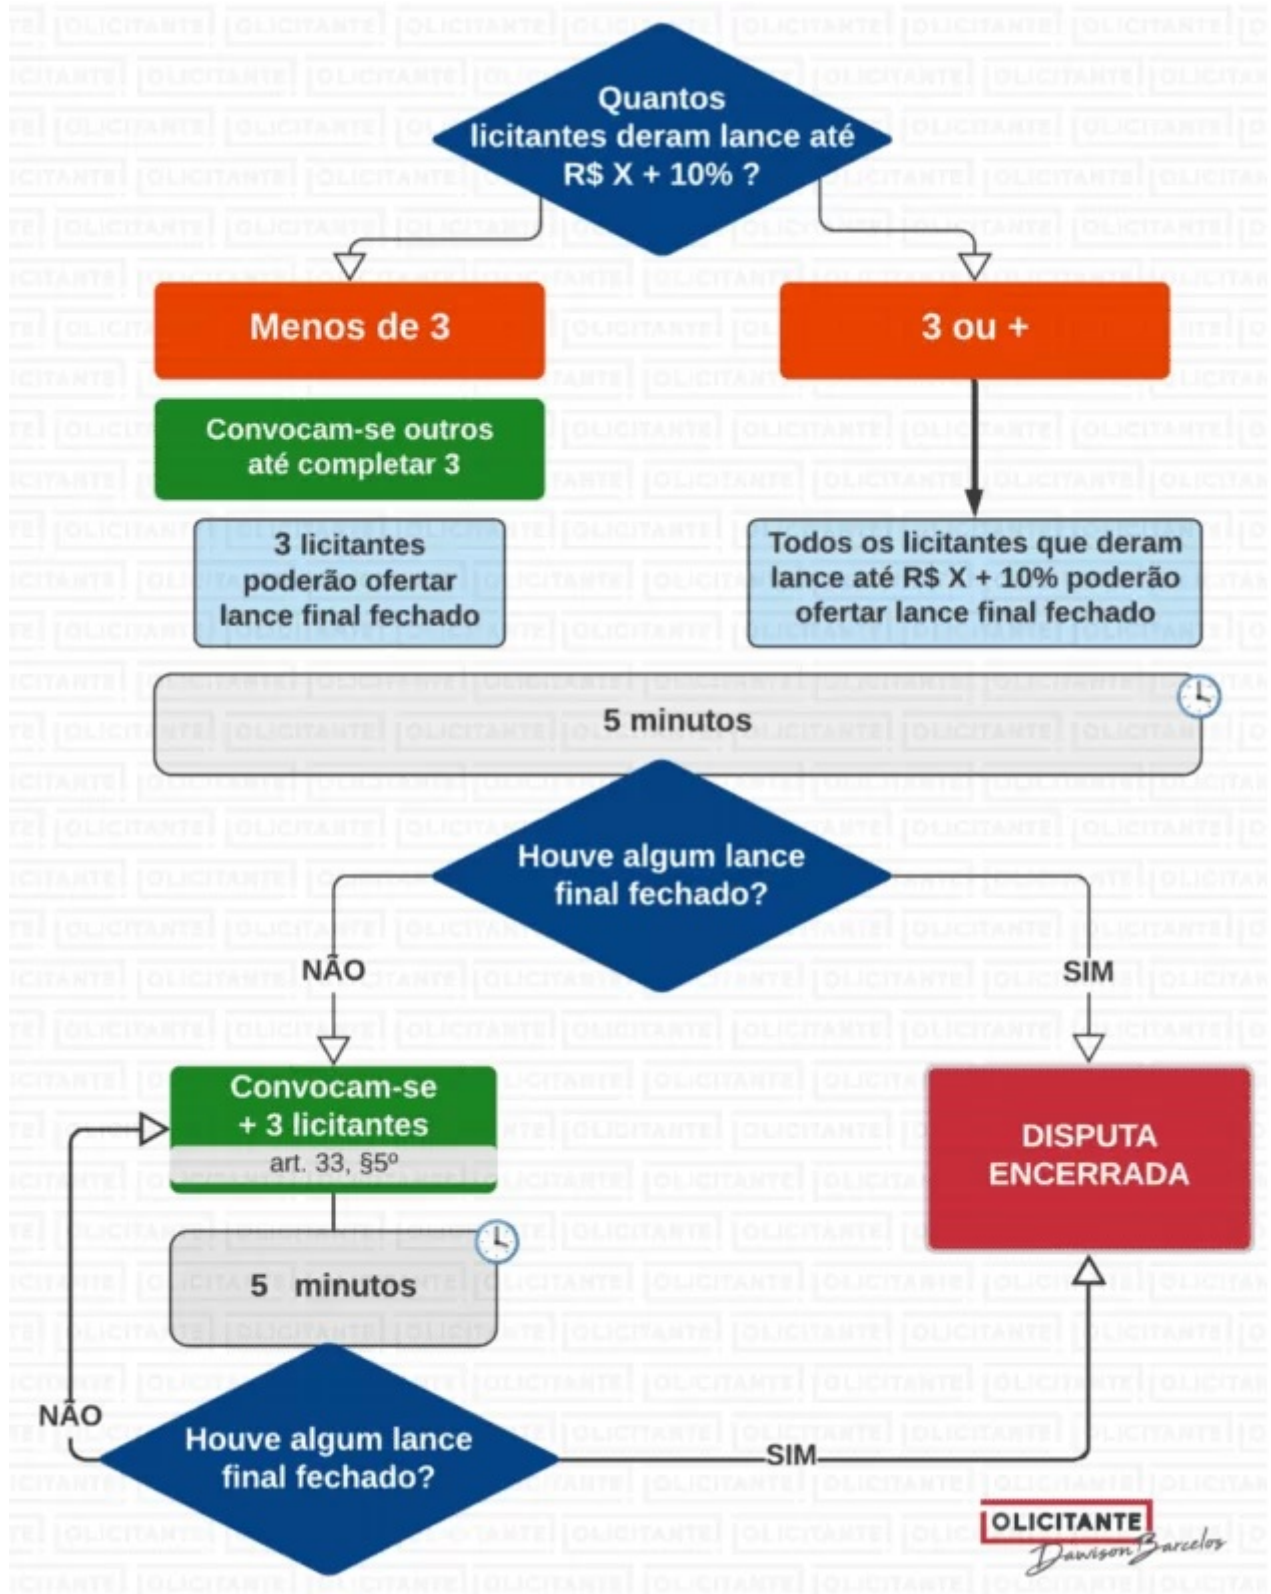 Quantos
licitantes deram lance até
R$ X + 10% ?
Menos de 3
3 ou +
Convocam-se outros
até completar 3
3 licitantes
poderão ofertar
lance final fechado
Todos os licitantes que deram
lance até R$ X + 10% poderão
ofertar lance final fechado
5 minutos
Houve algum lance
final fechado?
NÃO
SIM
Convocam-se
+ 3 licitantes
art. 33, §5º
DISPUTA
ENCERRADA
5 minutos
NÃO
Houve algum lance
final fechado?
SIM
OLICITANTE
Dawison Barcelos